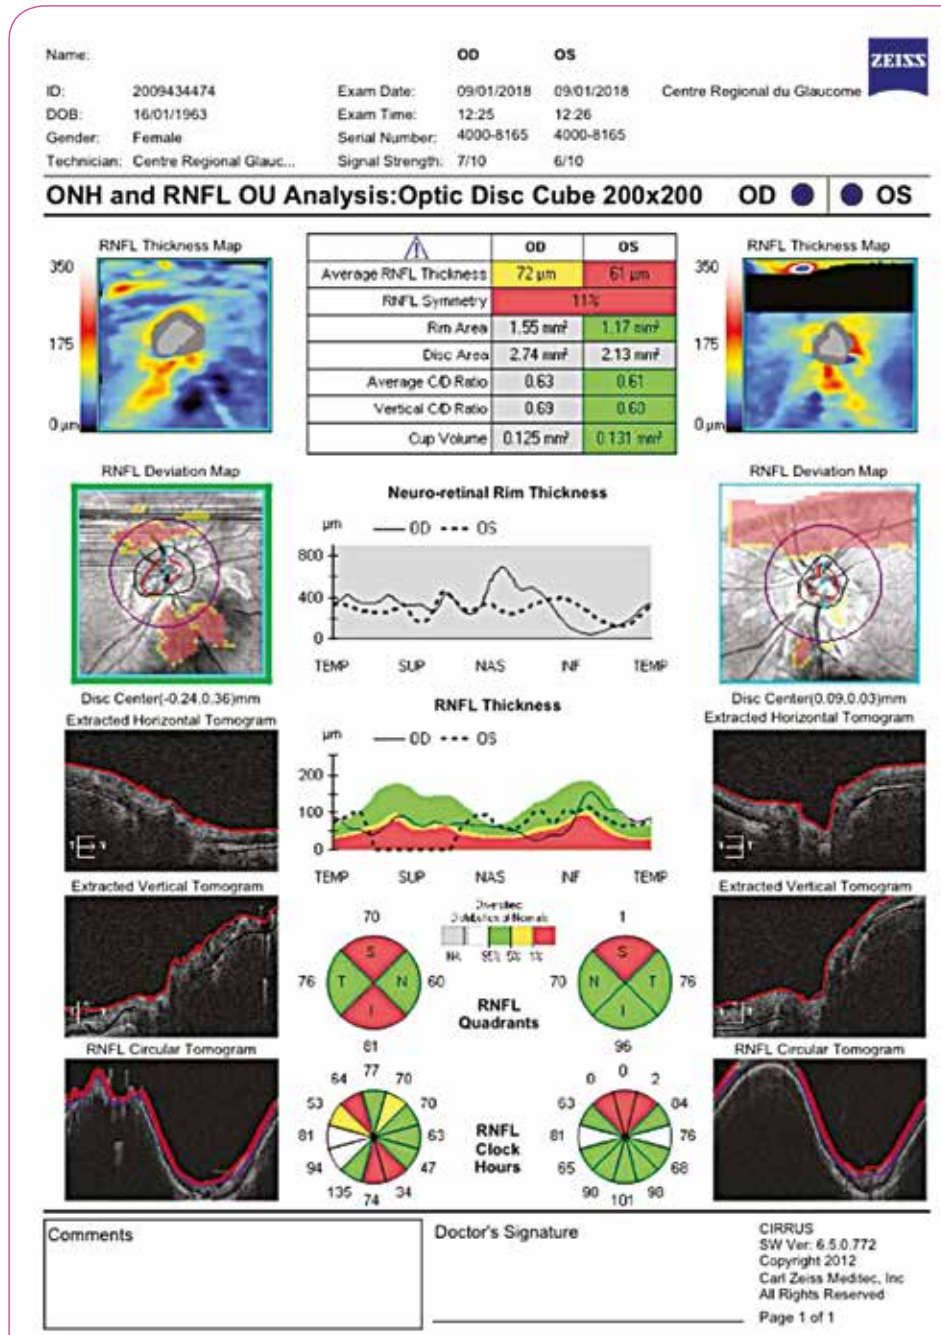 Name: OD OS
ZEISS
ID: 2009434474 Exam Date: 09/01/2018 09/01/2018 Centre Regional du Glaucome
DOB: 16/01/1963 Exam Time: 12:25 12:26
Gender: Female Serial Number: 4000-8165 4000-8165
Technician: Centre Regional Glauc... Signal Strength: 7/10 6/10
ONH and RNFL OU Analysis:Optic Disc Cube 200x200 OD OS
RNFL Thickness Map
350
175
0 µm
OD OS
Average RNFL Thickness 72 µm 61 µm
RNFL Symmetry 11%
Rim Area 1.55 mm² 1.17 mm²
Disc Area 2.74 mm² 2.13 mm²
Average C/D Ratio 0.63 0.61
Vertical C/D Ratio 0.69 0.60
Cup Volume 0.125 mm³ 0.131 mm³
RNFL Thickness Map
350
175
0 µm
RNFL Deviation Map
Disc Center(-0.24,0.36)mm
Neuro-retinal Rim Thickness
µm OD OS
800
400
0
TEMP SUP NAS INF TEMP
RNFL Deviation Map
Disc Center(0.09,0.03)mm
Extracted Horizontal Tomogram
RNFL Thickness
µm OD OS
200
100
0
TEMP SUP NAS INF TEMP
Extracted Horizontal Tomogram
Extracted Vertical Tomogram
Diversified:
Distribution of Normals
NA 95% 5% 1%
70
S
76 T N 60
I
81
RNFL
Quadrants
1
S
70 N T 76
I
96
Extracted Vertical Tomogram
RNFL Circular Tomogram
77
64 70
53 70
81 63
94 47
135 34
74
RNFL
Clock
Hours
0
0 2
63 84
81 76
65 68
90 98
101
RNFL Circular Tomogram
Comments
Doctor's Signature
CIRRUS
SW Ver: 6.5.0.772
Copyright 2012
Carl Zeiss Meditec, Inc
All Rights Reserved
Page 1 of 1